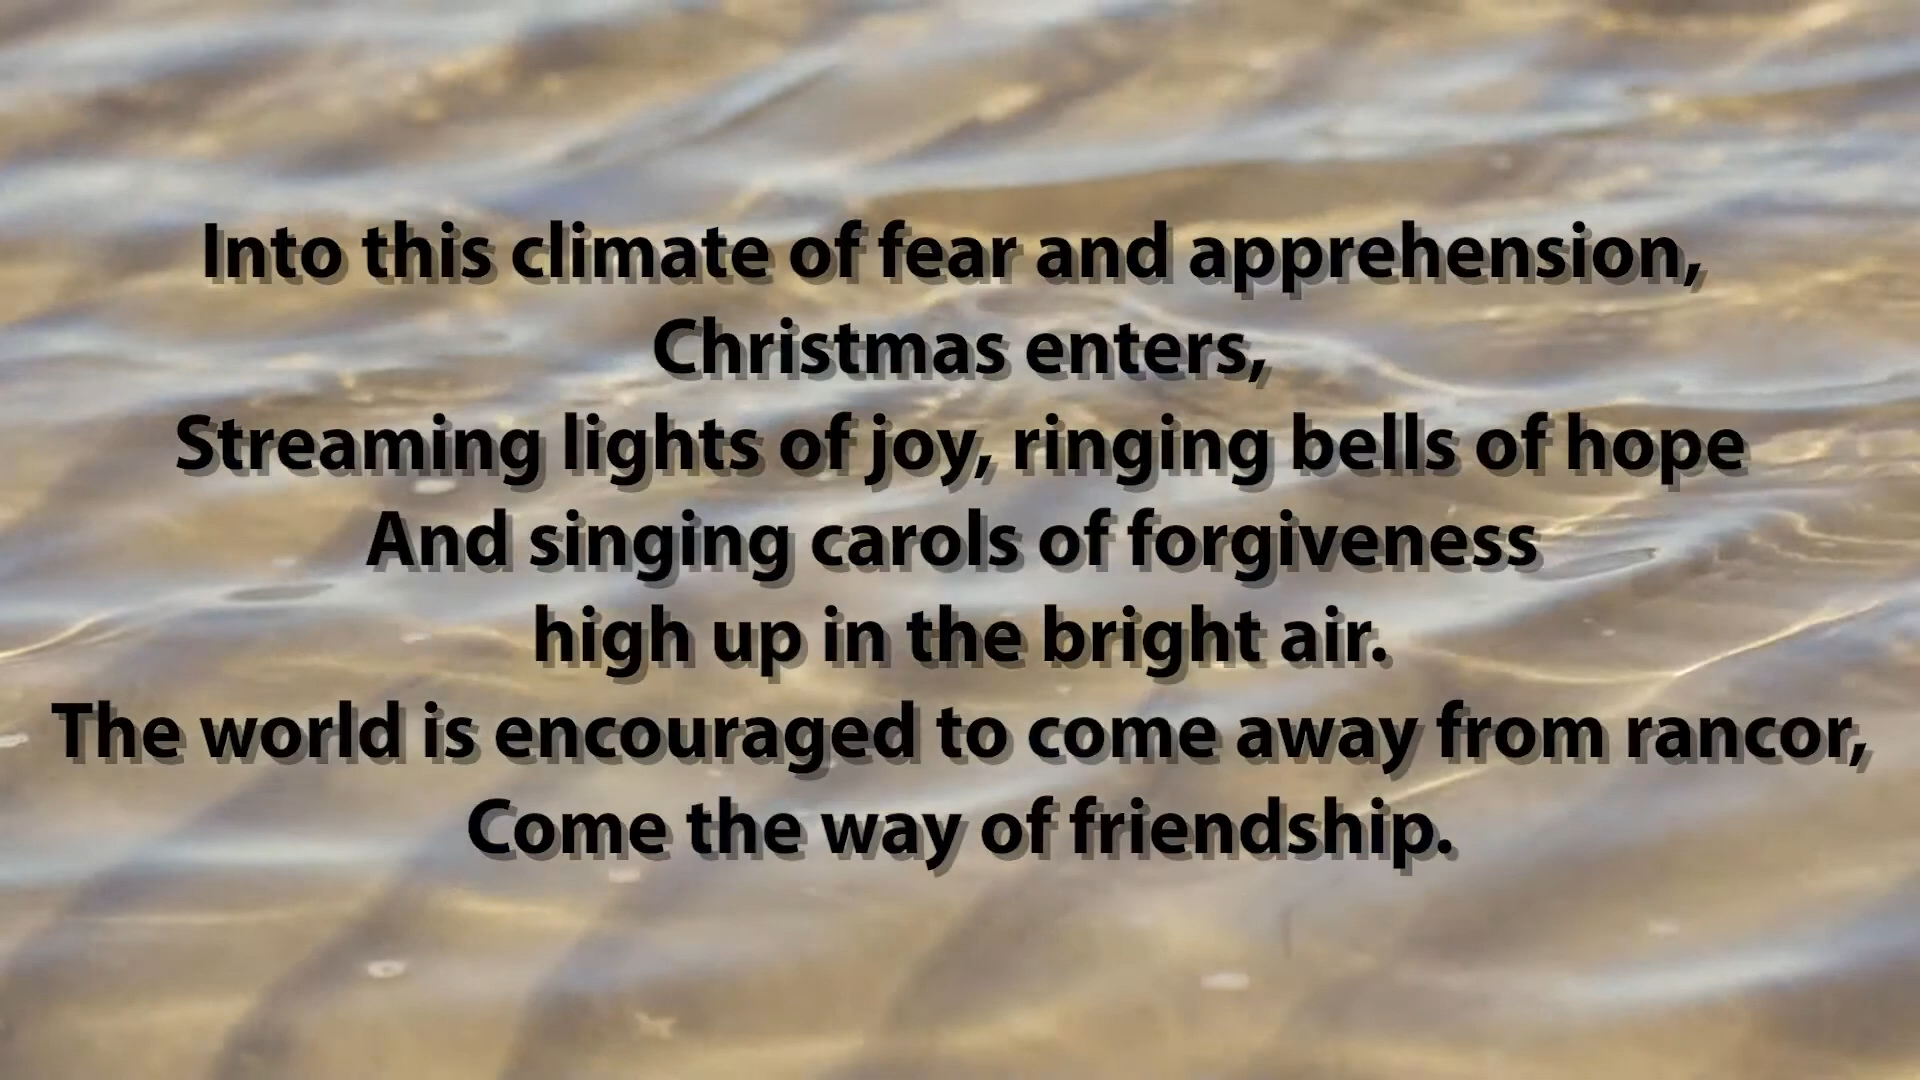 Into this climate of fear and apprehension,
Christmas enters,
Streaming lights of joy, ringing bells of hope
And singing carols of forgiveness
high up in the bright air.
The world is encouraged to come away from rancor,
Come the way of friendship.